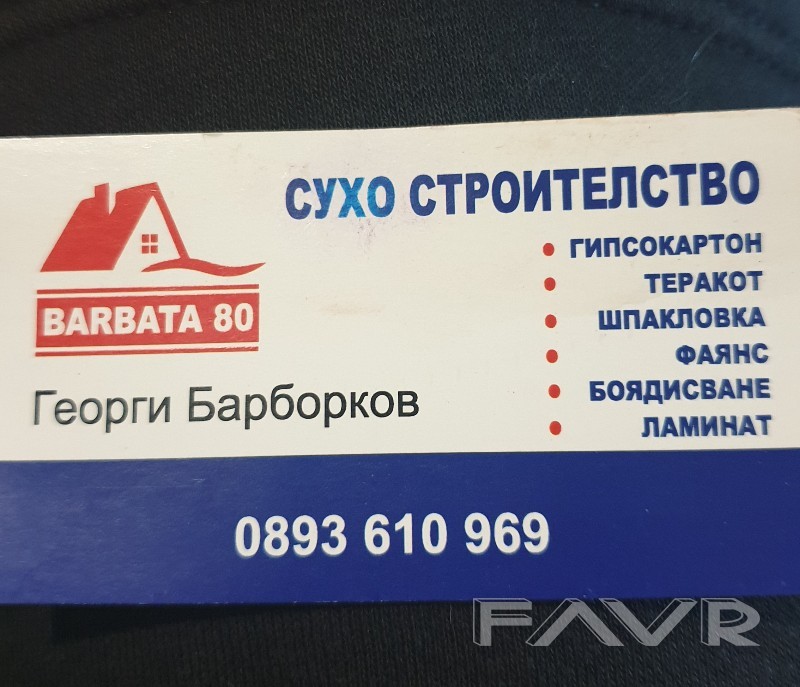 СУХО СТРОИТЕЛСТВО
• ГИПСОКАРТОН
• ТЕРАКОТ
• ШПАКЛОВКА
• ФАЯНС
• БОЯДИСВАНЕ
• ЛАМИНАТ
BARBATA 80
Георги Барборков
0893 610 969
FAVR